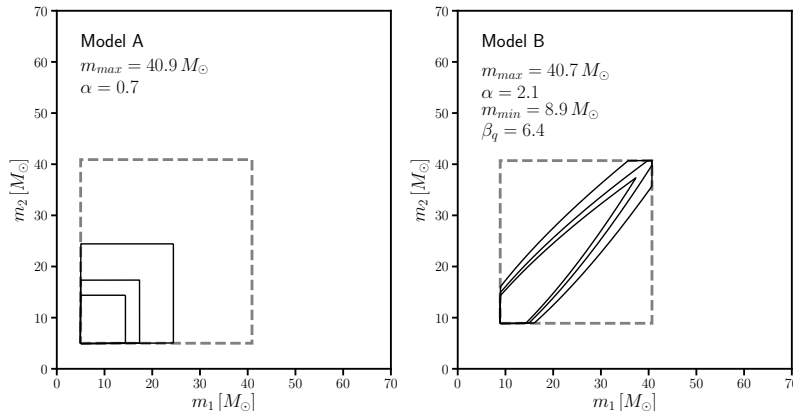 Model A
m_max = 40.9 M_⊙
α = 0.7
70
60
50
40
30
20
10
0
m_2 [M_⊙]
0 10 20 30 40 50 60 70
m_1 [M_⊙]
Model B
m_max = 40.7 M_⊙
α = 2.1
m_min = 8.9 M_⊙
β_q = 6.4
70
60
50
40
30
20
10
0
m_2 [M_⊙]
0 10 20 30 40 50 60 70
m_1 [M_⊙]